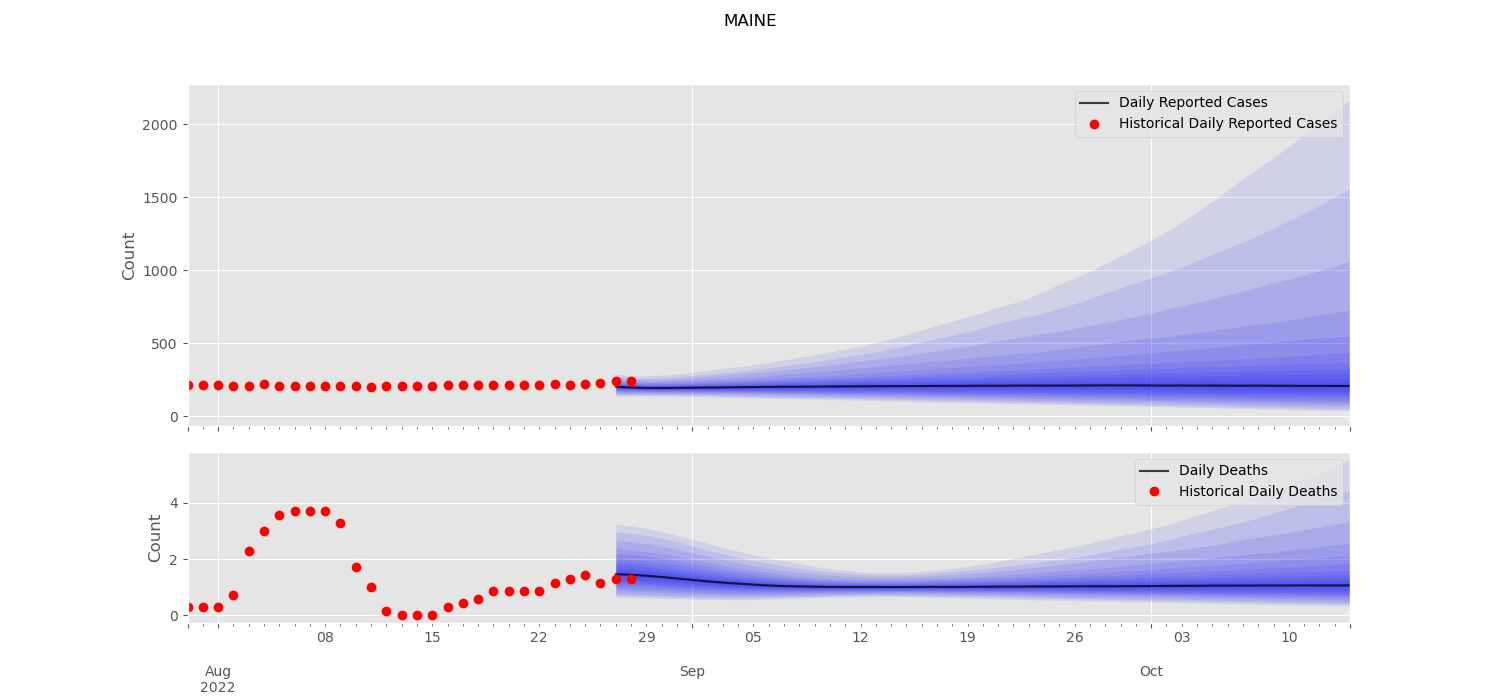 MAINE
Daily Reported Cases
Historical Daily Reported Cases
2000
1500
1000
500
0
Count
Daily Deaths
Historical Daily Deaths
4
2
0
Count
08 15 22 29 05 12 19 26 03 10
Aug Sep Oct
2022